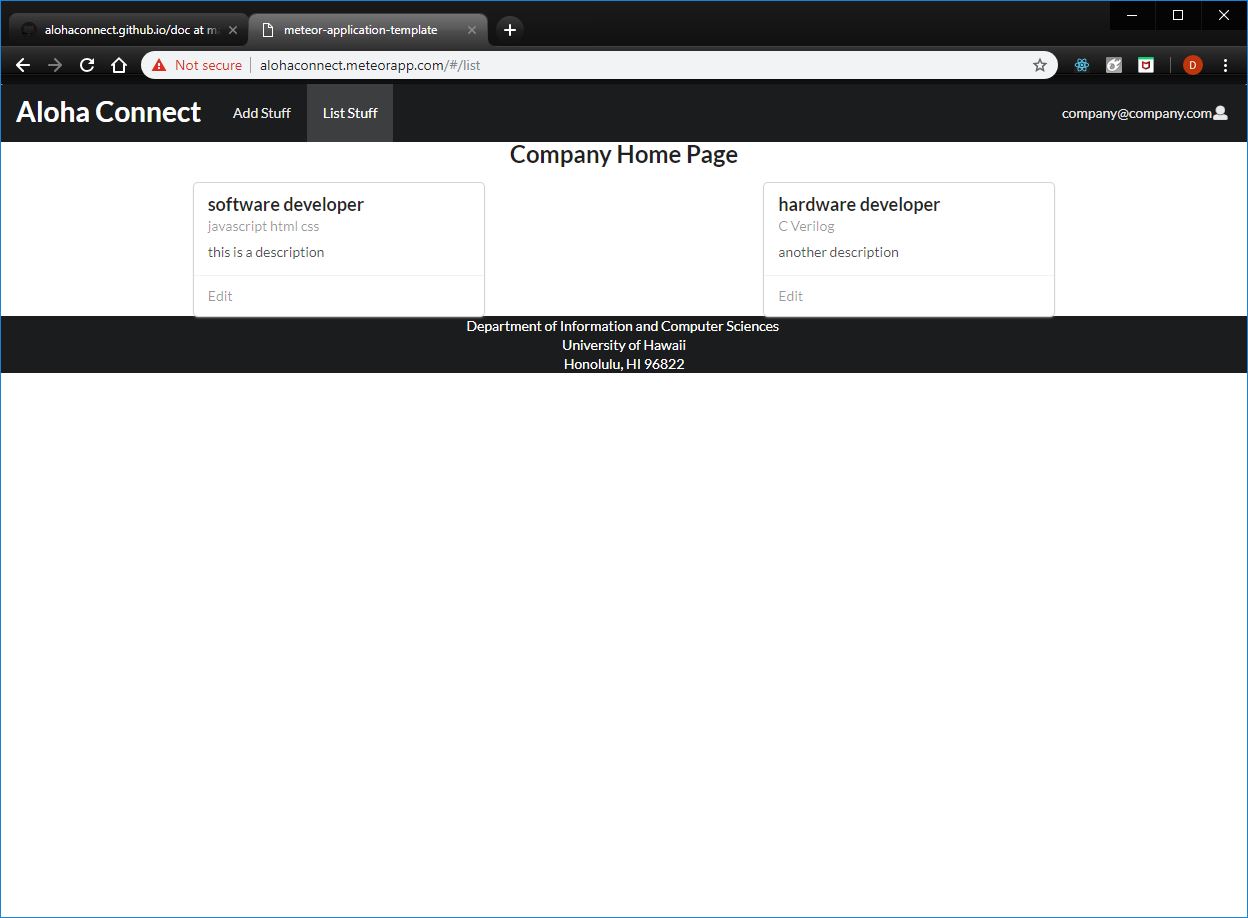 alohaconnect.github.io/doc at ma
meteor-application-template
Not secure
alohaconnect.meteorapp.com/#/list
D
Aloha Connect
Add Stuff
List Stuff
company@company.com
Company Home Page
software developer
javascript html css
this is a description
Edit
hardware developer
C Verilog
another description
Edit
Department of Information and Computer Sciences
University of Hawaii
Honolulu, HI 96822